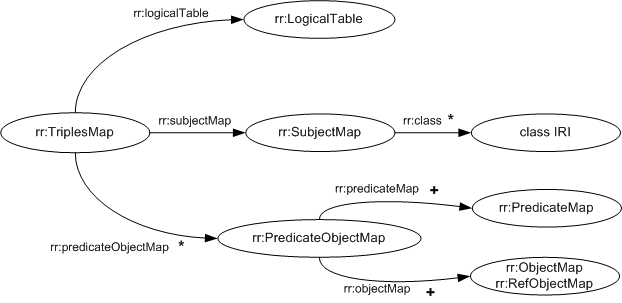 rr:logicalTable
rr:LogicalTable
rr:TriplesMap
rr:subjectMap
rr:SubjectMap
rr:class *
class IRI
rr:predicateObjectMap *
rr:PredicateObjectMap
rr:predicateMap +
rr:PredicateMap
rr:objectMap +
rr:ObjectMap
rr:RefObjectMap